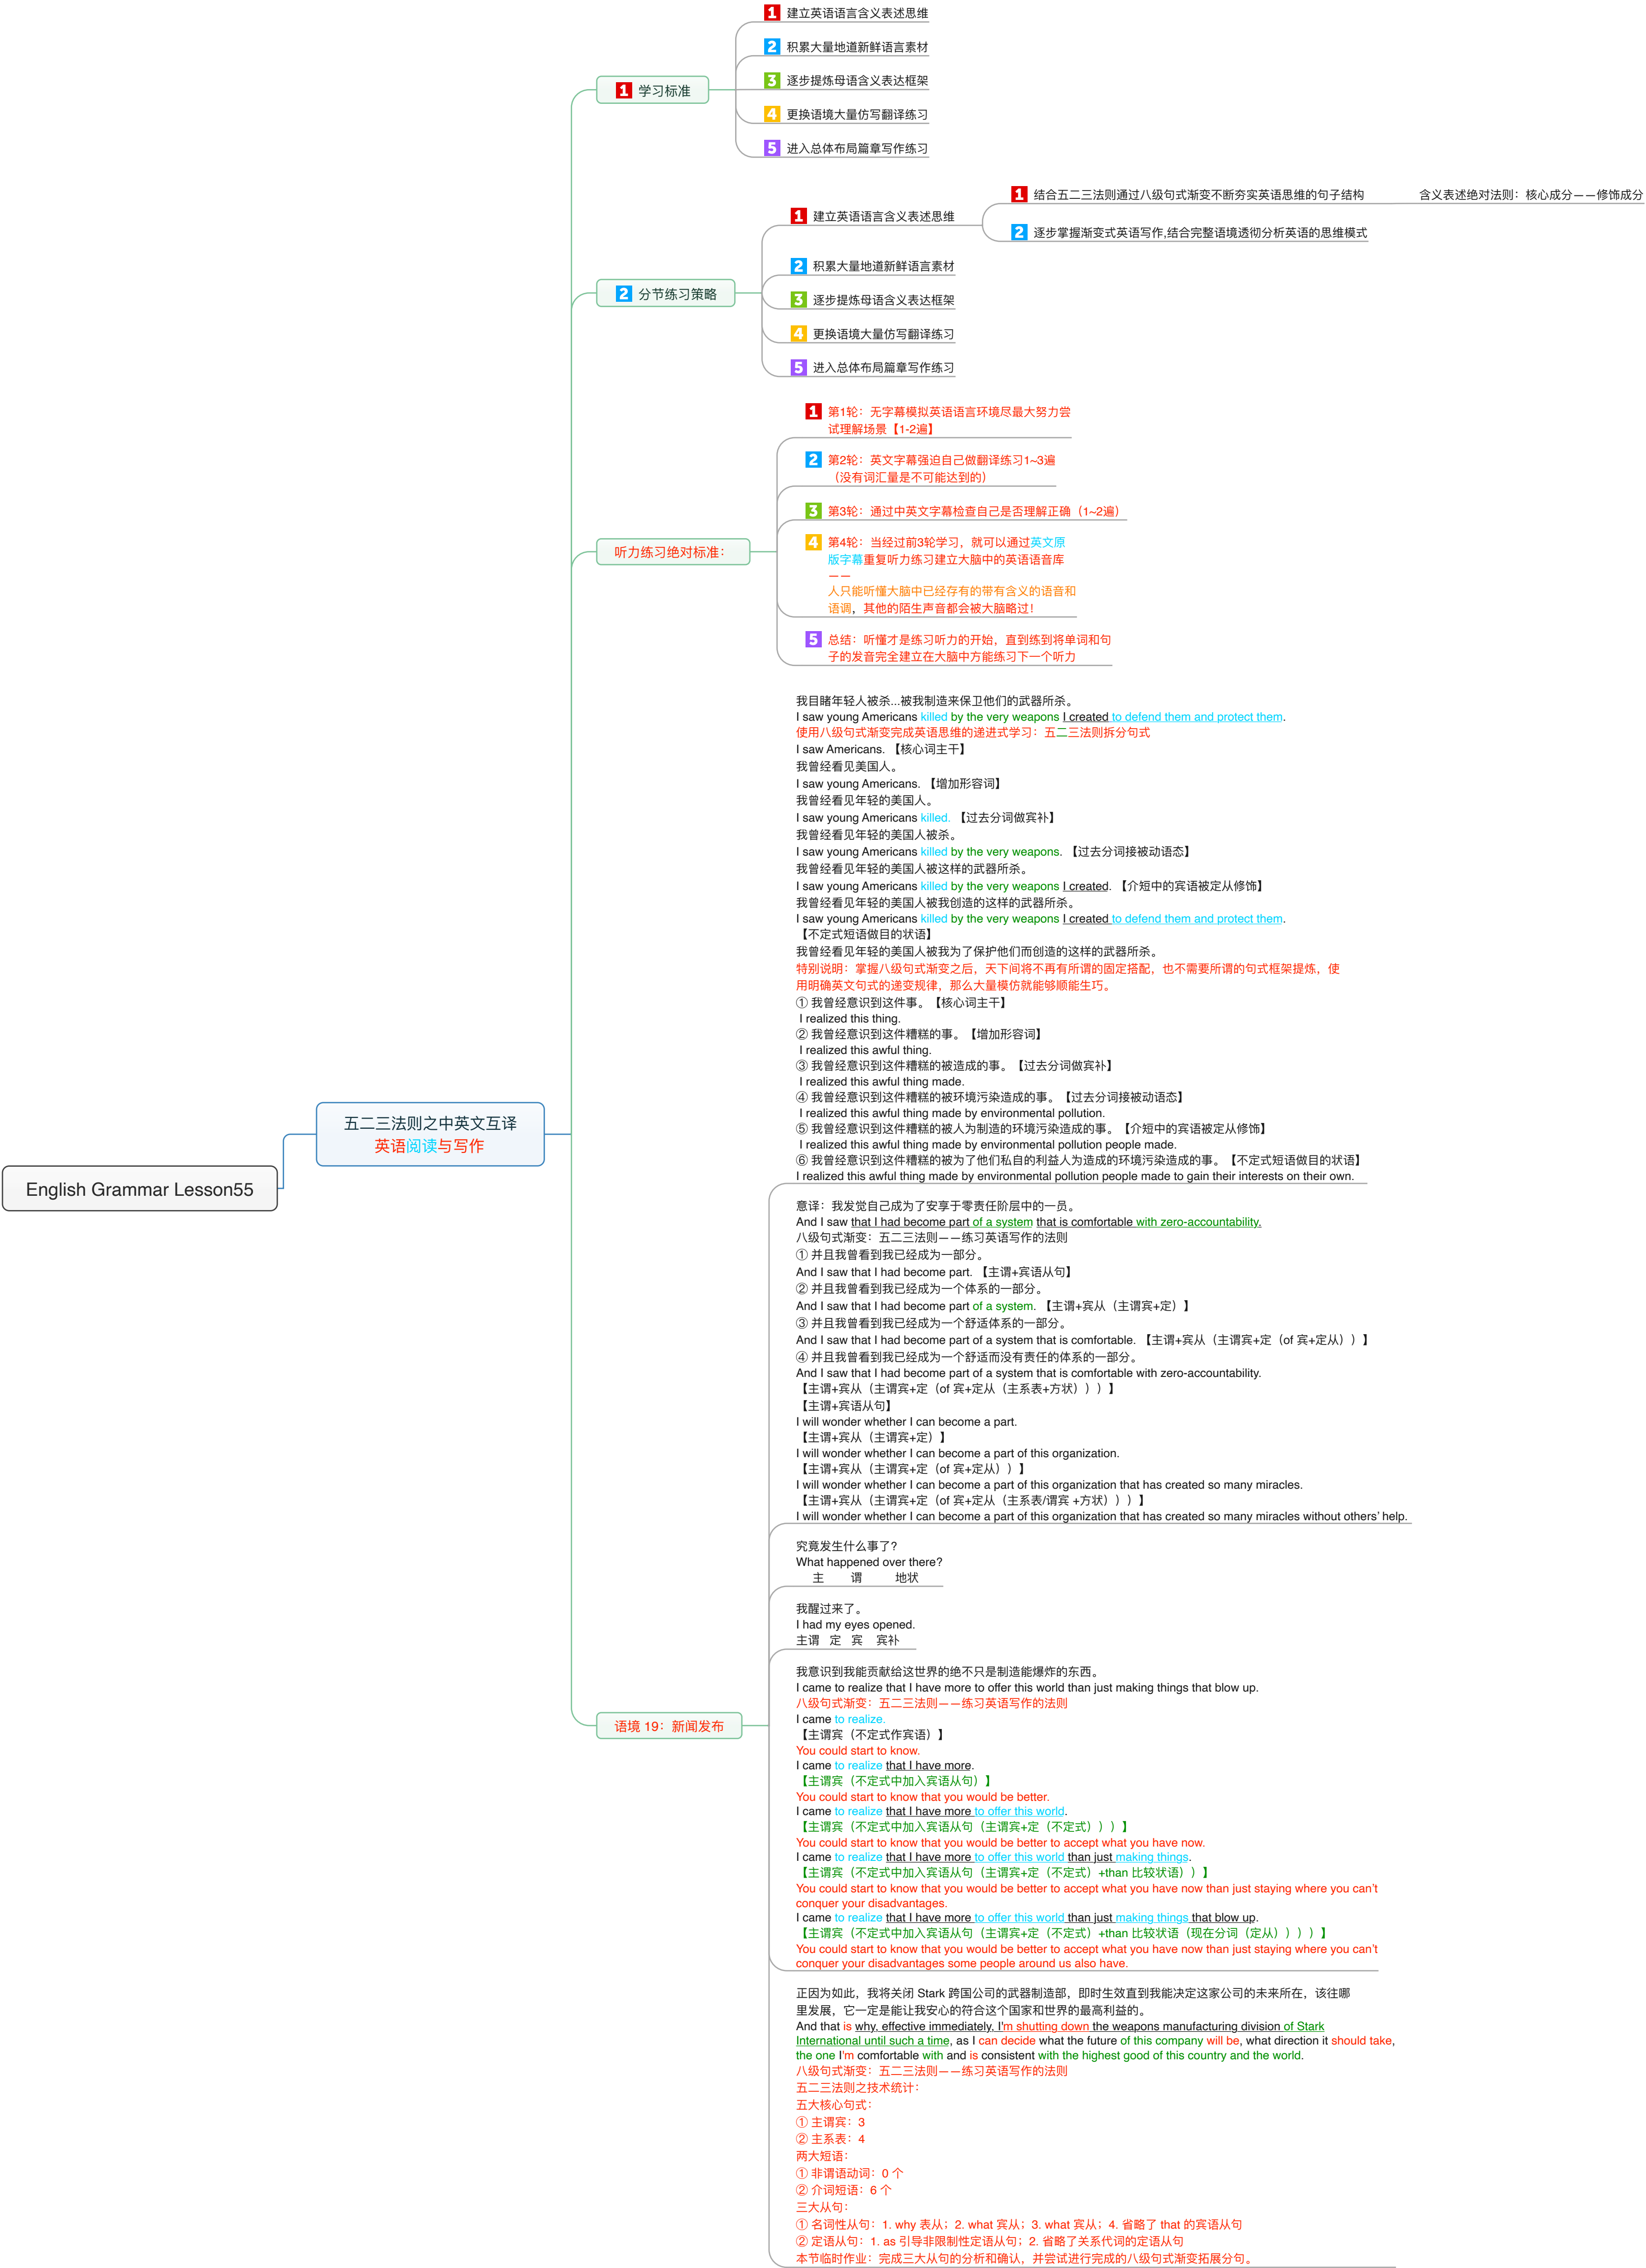 English Grammar Lesson55
五二三法则之中英文互译
英语阅读与写作
1 学习标准
1 建立英语语言含义表述思维
2 积累大量地道新鲜语言素材
3 逐步提炼母语含义表达框架
4 更换语境大量仿写翻译练习
5 进入总体布局篇章写作练习
2 分节练习策略
1 建立英语语言含义表述思维
1 结合五二三法则通过八级句式渐变不断夯实英语思维的句子结构
含义表述绝对法则：核心成分——修饰成分
2 逐步掌握渐变式英语写作,结合完整语境透彻分析英语的思维模式
2 积累大量地道新鲜语言素材
3 逐步提炼母语含义表达框架
4 更换语境大量仿写翻译练习
5 进入总体布局篇章写作练习
听力练习绝对标准：
1 第1轮：无字幕模拟英语语言环境尽最大努力尝
试理解场景【1-2遍】
2 第2轮：英文字幕强迫自己做翻译练习1~3遍
（没有词汇量是不可能达到的）
3 第3轮：通过中英文字幕检查自己是否理解正确（1~2遍）
4 第4轮：当经过前3轮学习，就可以通过英文原
版字幕重复听力练习建立大脑中的英语语音库
——
人只能听懂大脑中已经存有的带有含义的语音和
语调，其他的陌生声音都会被大脑略过！
5 总结：听懂才是练习听力的开始，直到练到将单词和句
子的发音完全建立在大脑中方能练习下一个听力
语境 19：新闻发布
我目睹年轻人被杀...被我制造来保卫他们的武器所杀。
I saw young Americans killed by the very weapons I created to defend them and protect them.
使用八级句式渐变完成英语思维的递进式学习：五二三法则拆分句式
I saw Americans. 【核心词主干】
我曾经看见美国人。
I saw young Americans. 【增加形容词】
我曾经看见年轻的美国人。
I saw young Americans killed. 【过去分词做宾补】
我曾经看见年轻的美国人被杀。
I saw young Americans killed by the very weapons. 【过去分词接被动语态】
我曾经看见年轻的美国人被这样的武器所杀。
I saw young Americans killed by the very weapons I created. 【介短中的宾语被定从修饰】
我曾经看见年轻的美国人被我创造的这样的武器所杀。
I saw young Americans killed by the very weapons I created to defend them and protect them.
【不定式短语做目的状语】
我曾经看见年轻的美国人被我为了保护他们而创造的这样的武器所杀。
特别说明：掌握八级句式渐变之后，天下间将不再有所谓的固定搭配，也不需要所谓的句式框架提炼，使
用明确英文句式的递变规律，那么大量模仿就能够顺能生巧。
① 我曾经意识到这件事。【核心词主干】
I realized this thing.
② 我曾经意识到这件糟糕的事。【增加形容词】
I realized this awful thing.
③ 我曾经意识到这件糟糕的被造成的事。【过去分词做宾补】
I realized this awful thing made.
④ 我曾经意识到这件糟糕的被环境污染造成的事。【过去分词接被动语态】
I realized this awful thing made by environmental pollution.
⑤ 我曾经意识到这件糟糕的被人为制造的环境污染造成的事。【介短中的宾语被定从修饰】
I realized this awful thing made by environmental pollution people made.
⑥ 我曾经意识到这件糟糕的被为了他们私自的利益人为造成的环境污染造成的事。【不定式短语做目的状语】
I realized this awful thing made by environmental pollution people made to gain their interests on their own.
意译：我发觉自己成为了安享于零责任阶层中的一员。
And I saw that I had become part of a system that is comfortable with zero-accountability.
八级句式渐变：五二三法则——练习英语写作的法则
① 并且我曾看到我已经成为一部分。
And I saw that I had become part. 【主谓+宾语从句】
② 并且我曾看到我已经成为一个体系的一部分。
And I saw that I had become part of a system. 【主谓+宾从（主谓宾+定）】
③ 并且我曾看到我已经成为一个舒适体系的一部分。
And I saw that I had become part of a system that is comfortable. 【主谓+宾从（主谓宾+定（of 宾+定从））】
④ 并且我曾看到我已经成为一个舒适而没有责任的体系的一部分。
And I saw that I had become part of a system that is comfortable with zero-accountability.
【主谓+宾从（主谓宾+定（of 宾+定从（主系表+方状）））】
【主谓+宾语从句】
I will wonder whether I can become a part.
【主谓+宾从（主谓宾+定）】
I will wonder whether I can become a part of this organization.
【主谓+宾从（主谓宾+定（of 宾+定从））】
I will wonder whether I can become a part of this organization that has created so many miracles.
【主谓+宾从（主谓宾+定（of 宾+定从（主系表/谓宾 +方状）））】
I will wonder whether I can become a part of this organization that has created so many miracles without others’ help.
究竟发生什么事了?
What happened over there?
主 谓 地状
我醒过来了。
I had my eyes opened.
主谓 定 宾 宾补
我意识到我能贡献给这世界的绝不只是制造能爆炸的东西。
I came to realize that I have more to offer this world than just making things that blow up.
八级句式渐变：五二三法则——练习英语写作的法则
I came to realize.
【主谓宾（不定式作宾语）】
You could start to know.
I came to realize that I have more.
【主谓宾（不定式中加入宾语从句）】
You could start to know that you would be better.
I came to realize that I have more to offer this world.
【主谓宾（不定式中加入宾语从句（主谓宾+定（不定式）））】
You could start to know that you would be better to accept what you have now.
I came to realize that I have more to offer this world than just making things.
【主谓宾（不定式中加入宾语从句（主谓宾+定（不定式）+than 比较状语））】
You could start to know that you would be better to accept what you have now than just staying where you can’t
conquer your disadvantages.
I came to realize that I have more to offer this world than just making things that blow up.
【主谓宾（不定式中加入宾语从句（主谓宾+定（不定式）+than 比较状语（现在分词（定从））））】
You could start to know that you would be better to accept what you have now than just staying where you can’t
conquer your disadvantages some people around us also have.
正因为如此，我将关闭 Stark 跨国公司的武器制造部，即时生效直到我能决定这家公司的未来所在，该往哪
里发展，它一定是能让我安心的符合这个国家和世界的最高利益的。
And that is why, effective immediately, I'm shutting down the weapons manufacturing division of Stark
International until such a time, as I can decide what the future of this company will be, what direction it should take,
the one I'm comfortable with and is consistent with the highest good of this country and the world.
八级句式渐变：五二三法则——练习英语写作的法则
五二三法则之技术统计：
五大核心句式：
① 主谓宾：3
② 主系表：4
两大短语：
① 非谓语动词：0 个
② 介词短语：6 个
三大从句：
① 名词性从句：1. why 表从；2. what 宾从；3. what 宾从；4. 省略了 that 的宾语从句
② 定语从句：1. as 引导非限制性定语从句；2. 省略了关系代词的定语从句
本节临时作业：完成三大从句的分析和确认，并尝试进行完成的八级句式渐变拓展分句。